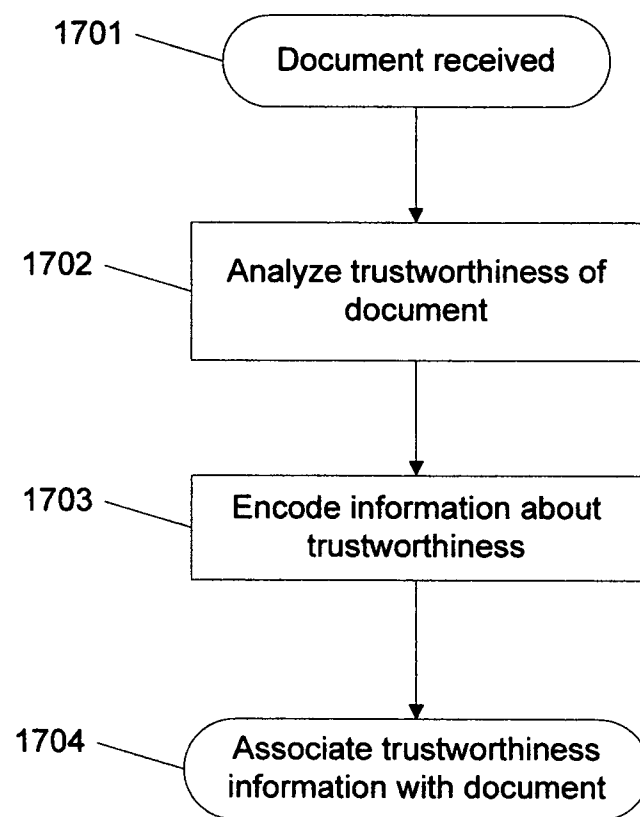 1701
Document received
1702
Analyze trustworthiness of
document
1703
Encode information about
trustworthiness
1704
Associate trustworthiness
information with document